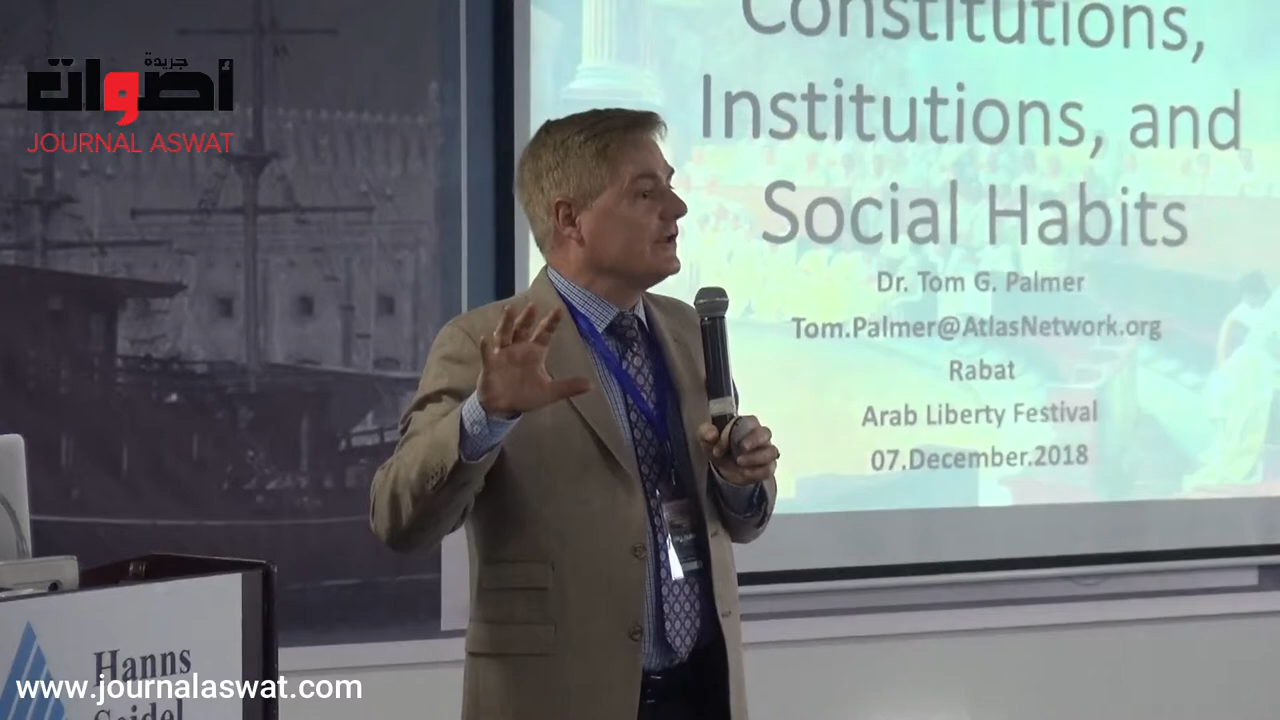 جريدة
أصوات
JOURNAL ASWAT
Constitutions,
Institutions, and
Social Habits
Dr. Tom G. Palmer
Tom.Palmer@AtlasNetwork.org
Rabat
Arab Liberty Festival
07.December.2018
Hanns
Seidel
www.journalaswat.com